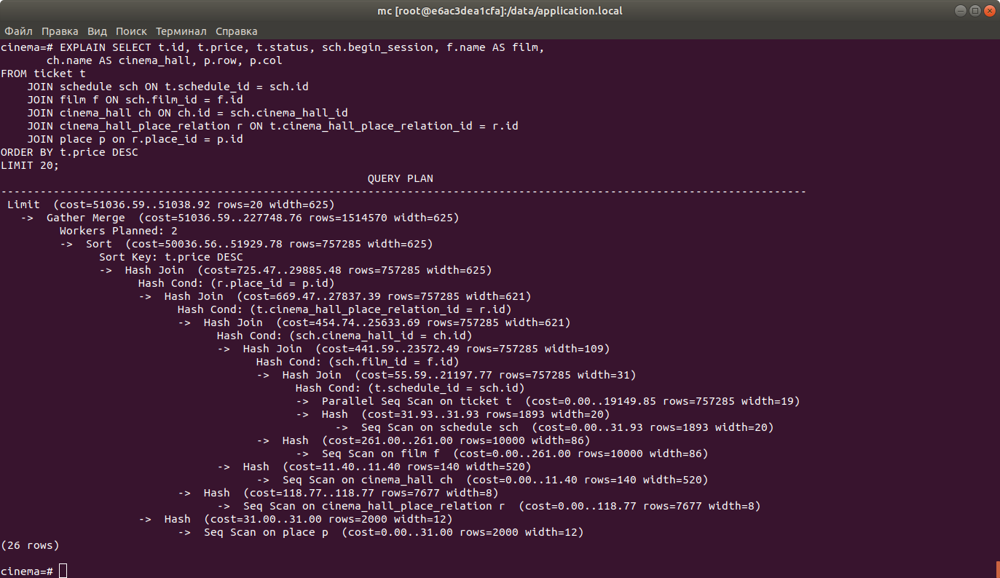 mc [root@e6ac3dea1cfa]:/data/application.local
Файл Правка Вид Поиск Терминал Справка
cinema=# EXPLAIN SELECT t.id, t.price, t.status, sch.begin_session, f.name AS film,
       ch.name AS cinema_hall, p.row, p.col
FROM ticket t
    JOIN schedule sch ON t.schedule_id = sch.id
    JOIN film f ON sch.film_id = f.id
    JOIN cinema_hall ch ON ch.id = sch.cinema_hall_id
    JOIN cinema_hall_place_relation r ON t.cinema_hall_place_relation_id = r.id
    JOIN place p on r.place_id = p.id
ORDER BY t.price DESC
LIMIT 20;
                                                        QUERY PLAN
---------------------------------------------------------------------------------------------------------------------------
 Limit  (cost=51036.59..51038.92 rows=20 width=625)
   ->  Gather Merge  (cost=51036.59..227748.76 rows=1514570 width=625)
         Workers Planned: 2
         ->  Sort  (cost=50036.56..51929.78 rows=757285 width=625)
               Sort Key: t.price DESC
               ->  Hash Join  (cost=725.47..29885.48 rows=757285 width=625)
                     Hash Cond: (r.place_id = p.id)
                     ->  Hash Join  (cost=669.47..27837.39 rows=757285 width=621)
                           Hash Cond: (t.cinema_hall_place_relation_id = r.id)
                           ->  Hash Join  (cost=454.74..25633.69 rows=757285 width=621)
                                 Hash Cond: (sch.cinema_hall_id = ch.id)
                                 ->  Hash Join  (cost=441.59..23572.49 rows=757285 width=109)
                                       Hash Cond: (sch.film_id = f.id)
                                       ->  Hash Join  (cost=55.59..21197.77 rows=757285 width=31)
                                             Hash Cond: (t.schedule_id = sch.id)
                                             ->  Parallel Seq Scan on ticket t  (cost=0.00..19149.85 rows=757285 width=19)
                                             ->  Hash  (cost=31.93..31.93 rows=1893 width=20)
                                                   ->  Seq Scan on schedule sch  (cost=0.00..31.93 rows=1893 width=20)
                                       ->  Hash  (cost=261.00..261.00 rows=10000 width=86)
                                             ->  Seq Scan on film f  (cost=0.00..261.00 rows=10000 width=86)
                                 ->  Hash  (cost=11.40..11.40 rows=140 width=520)
                                       ->  Seq Scan on cinema_hall ch  (cost=0.00..11.40 rows=140 width=520)
                           ->  Hash  (cost=118.77..118.77 rows=7677 width=8)
                                 ->  Seq Scan on cinema_hall_place_relation r  (cost=0.00..118.77 rows=7677 width=8)
                     ->  Hash  (cost=31.00..31.00 rows=2000 width=12)
                           ->  Seq Scan on place p  (cost=0.00..31.00 rows=2000 width=12)
(26 rows)
cinema=#